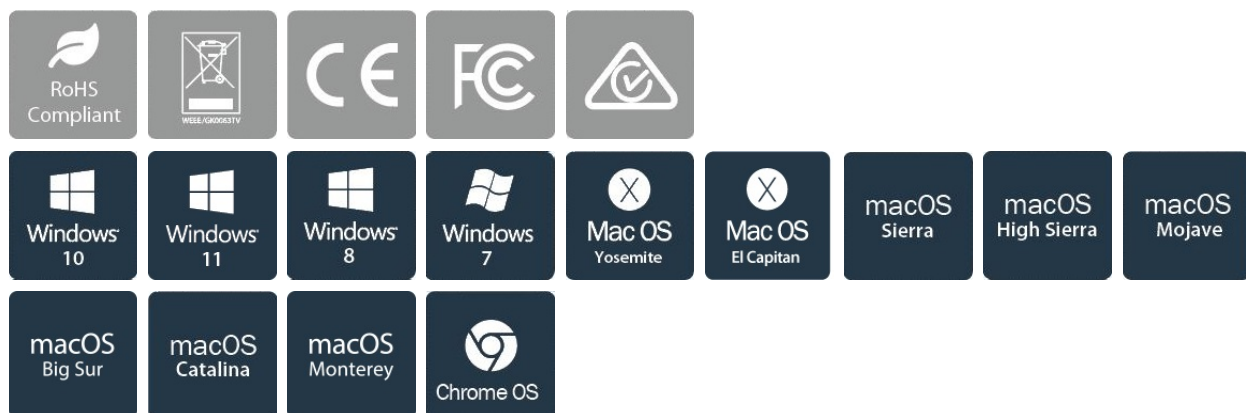 RoHS
Compliant
WEEE/GK0063TV
CE
FC
Windows
10
Windows
11
Windows
8
Windows
7
X
Mac OS
Yosemite
X
Mac OS
El Capitan
macOS
Sierra
macOS
High Sierra
macOS
Mojave
macOS
Big Sur
macOS
Catalina
macOS
Monterey
Chrome OS